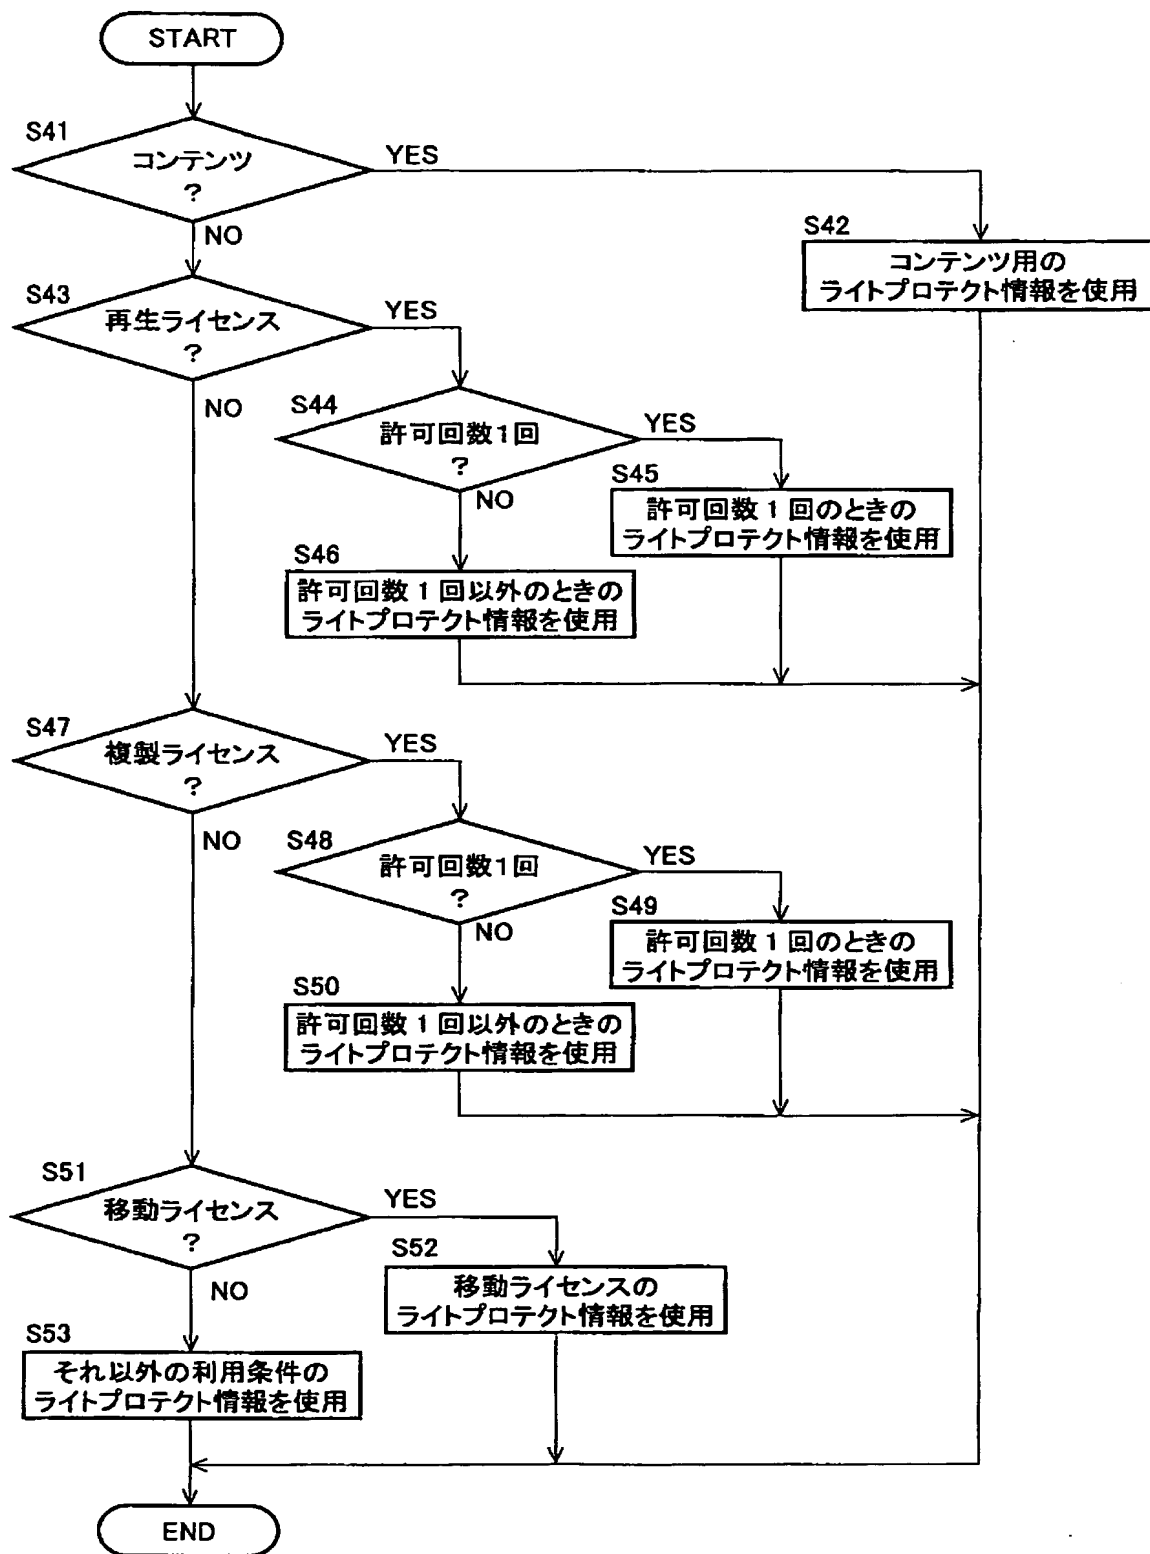 START
S41
コンテンツ
?
YES
NO
S42
コンテンツ用の
ライトプロテクト情報を使用
S43
再生ライセンス
?
YES
NO
S44
許可回数1回
?
YES
NO
S45
許可回数1回のときの
ライトプロテクト情報を使用
S46
許可回数1回以外のときの
ライトプロテクト情報を使用
S47
複製ライセンス
?
YES
NO
S48
許可回数1回
?
YES
NO
S49
許可回数1回のときの
ライトプロテクト情報を使用
S50
許可回数1回以外のときの
ライトプロテクト情報を使用
S51
移動ライセンス
?
YES
NO
S52
移動ライセンスの
ライトプロテクト情報を使用
S53
それ以外の利用条件の
ライトプロテクト情報を使用
END